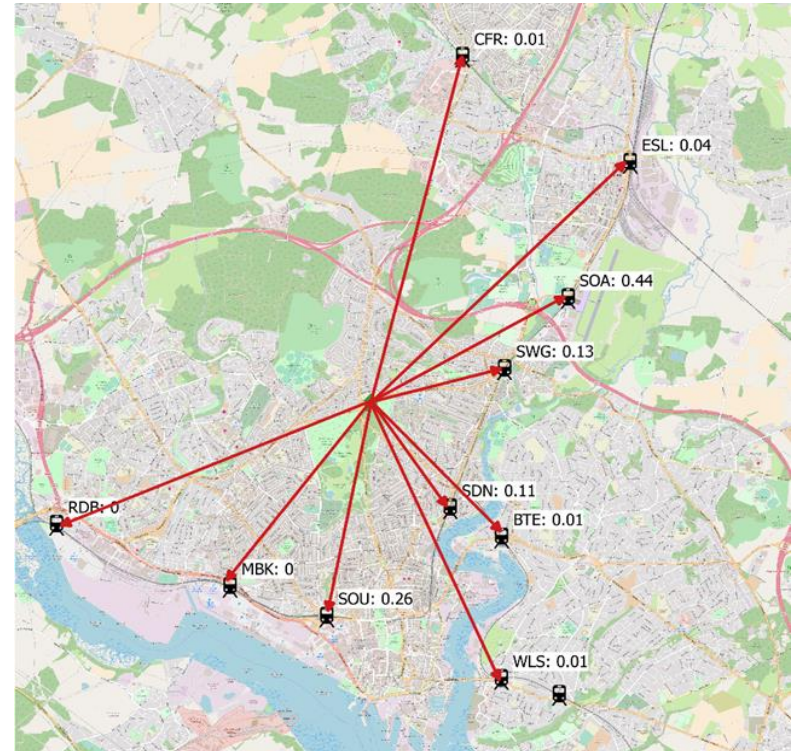 CFR: 0.01
ESL: 0.04
SOA: 0.44
SWG: 0.13
SDN: 0.11
RDB: 0
BTE: 0.01
MBK: 0
SOU: 0.26
WLS: 0.01